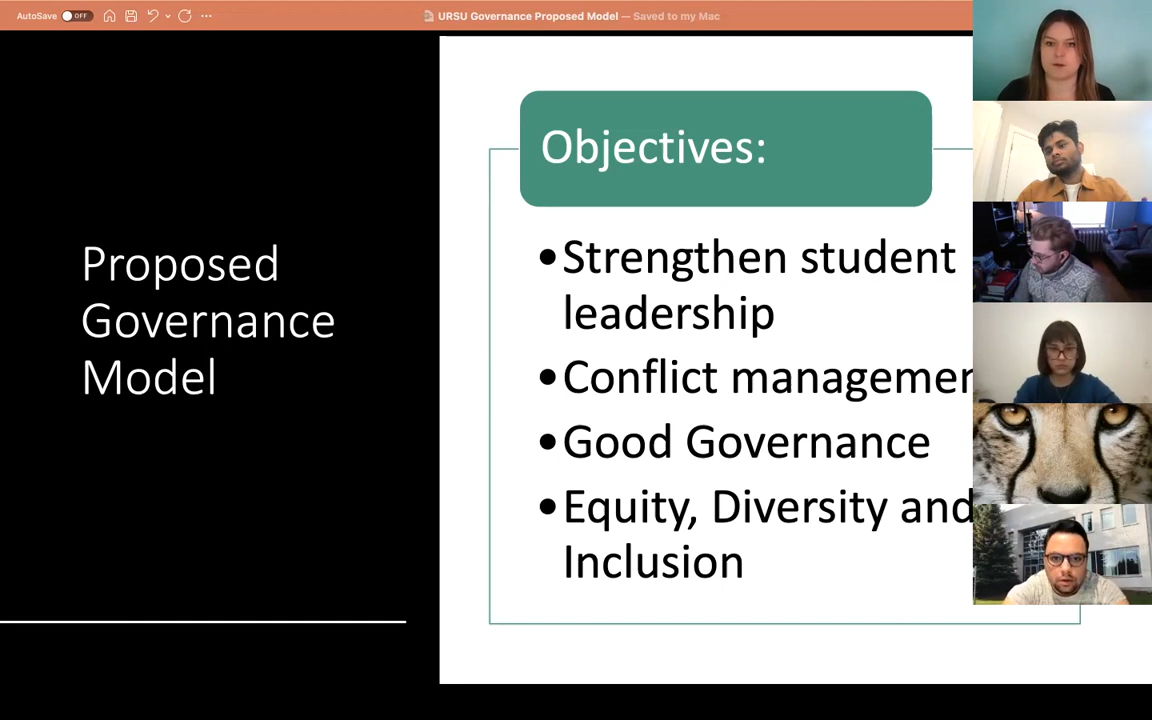 AutoSave OFF
URSU Governance Proposed Model — Saved to my Mac
Proposed
Governance
Model
Objectives:
•Strengthen student
leadership
•Conflict managemen
•Good Governance
•Equity, Diversity and
Inclusion